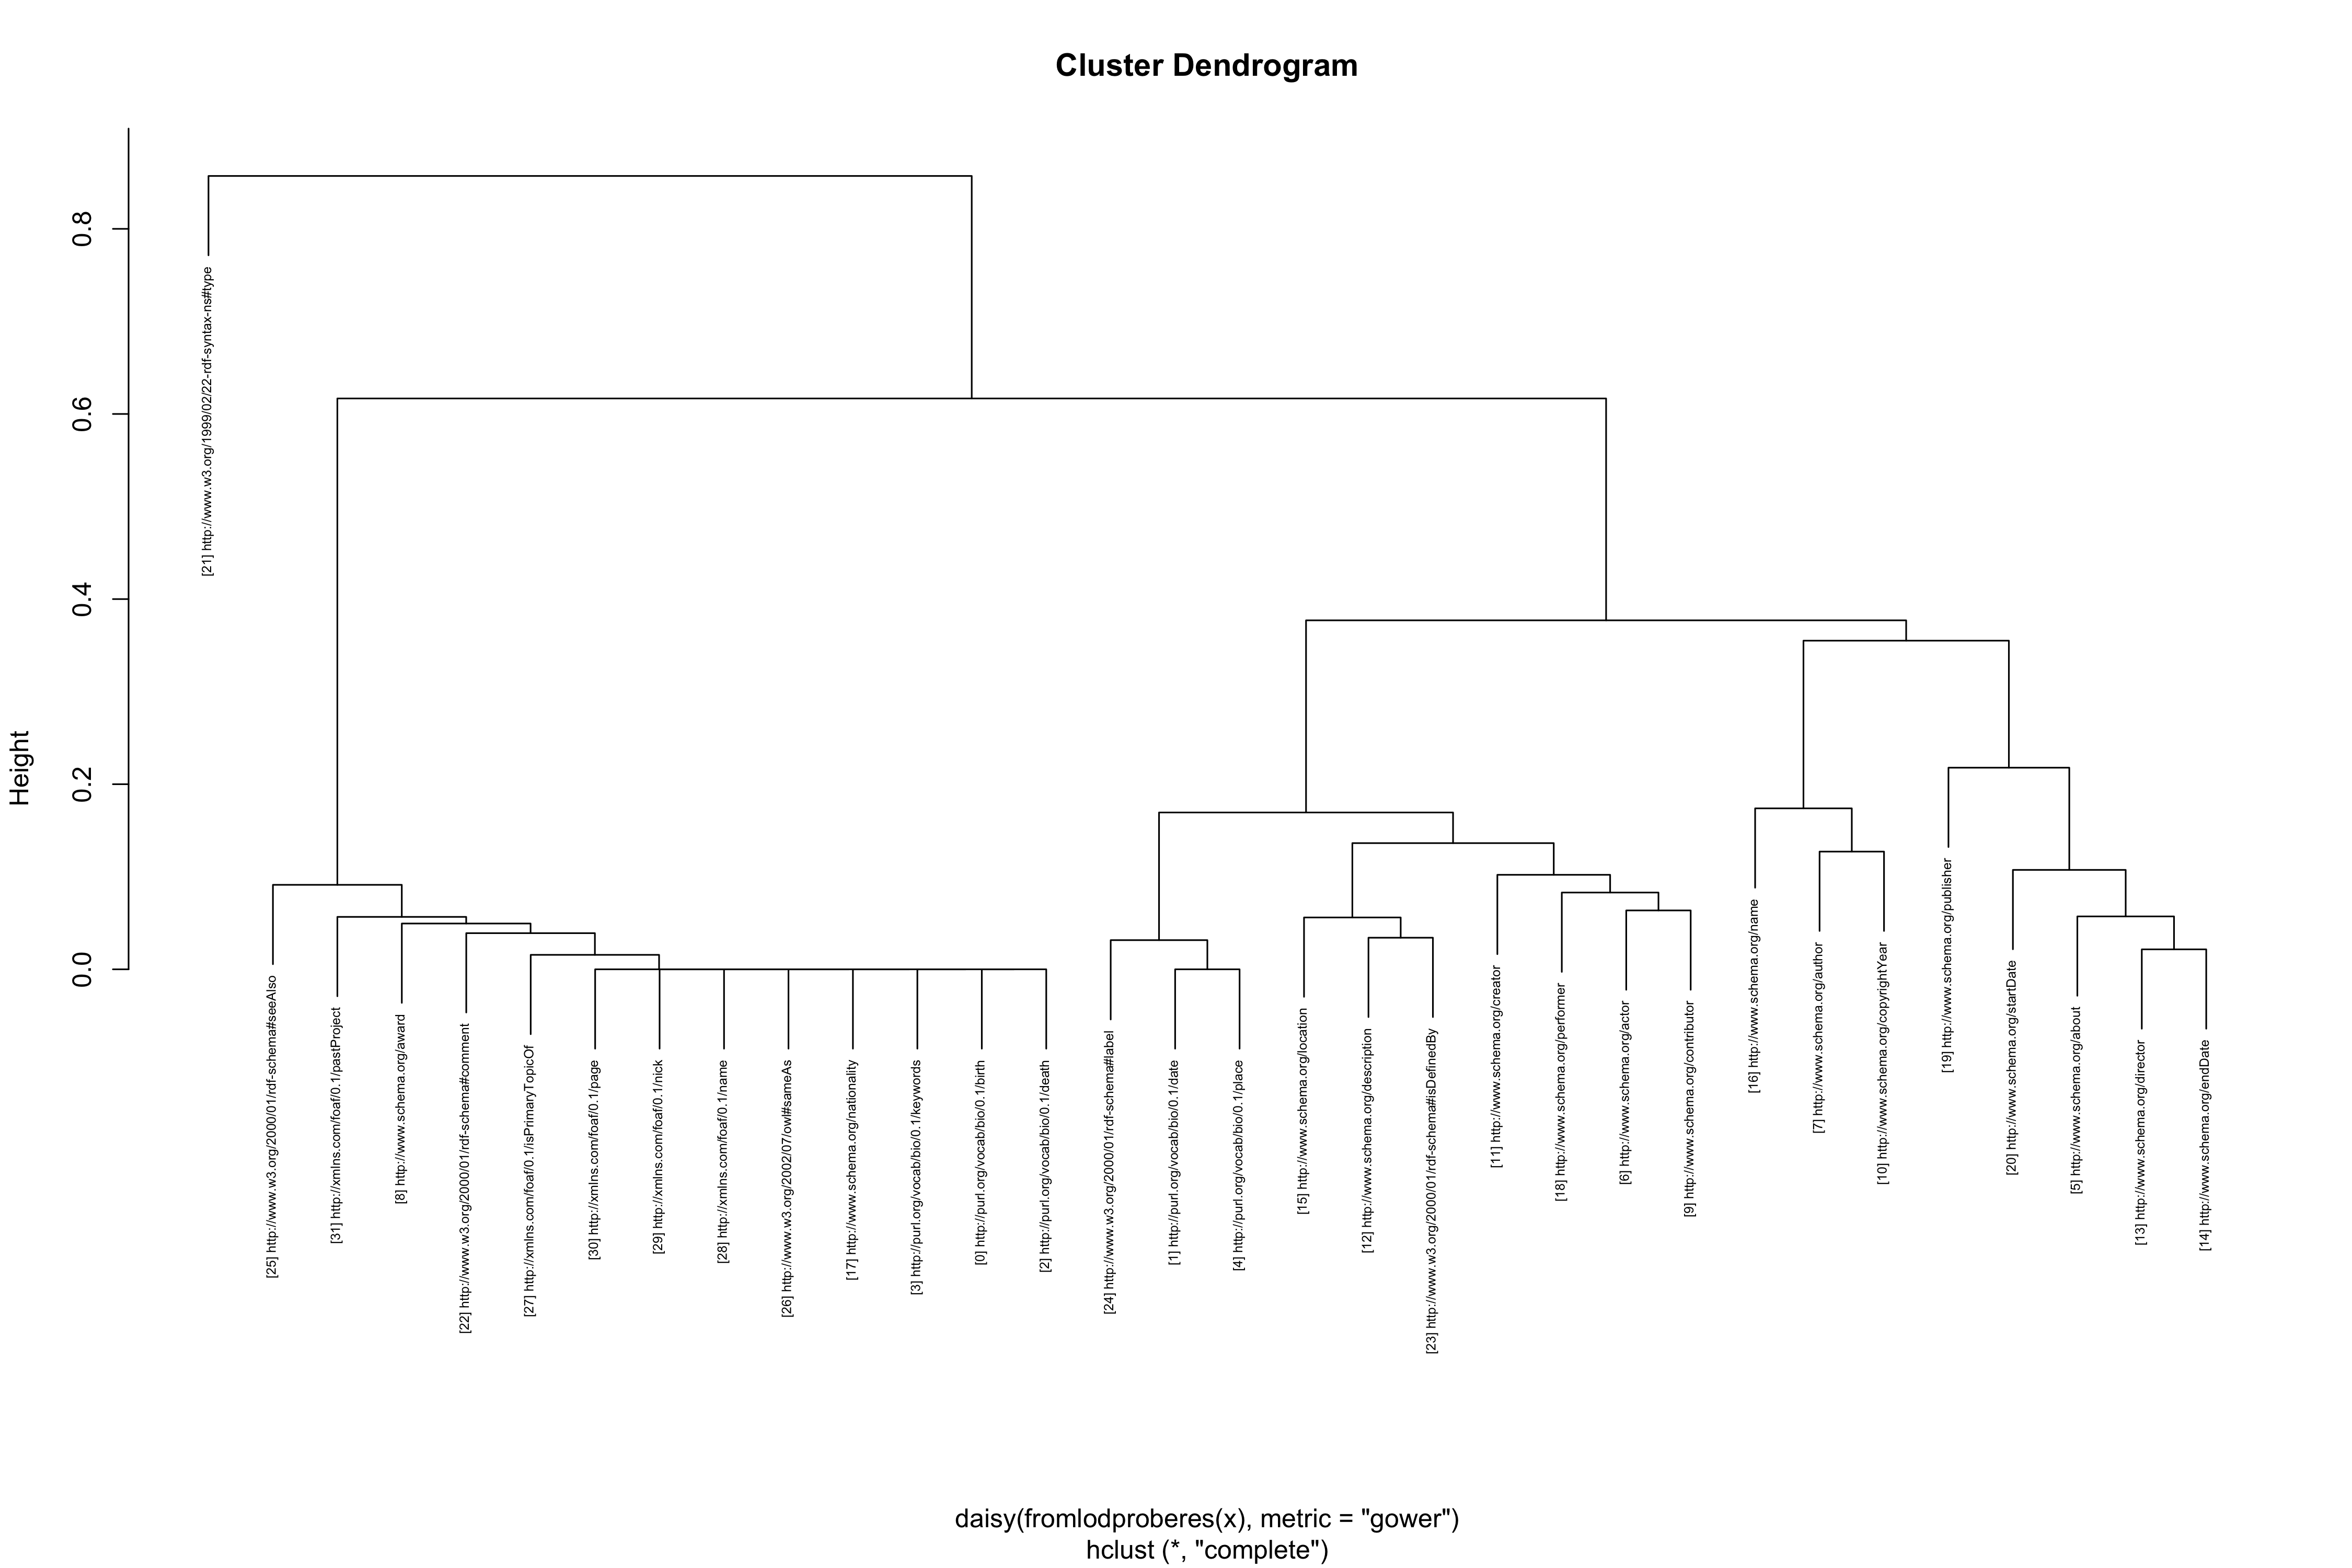 Cluster Dendrogram
Height
0.0
0.2
0.4
0.6
0.8
[21] http://www.w3.org/1999/02/22-rdf-syntax-ns#type
[25] http://www.w3.org/2000/01/rdf-schema#seeAlso
[31] http://xmlns.com/foaf/0.1/pastProject
[8] http://www.schema.org/award
[22] http://www.w3.org/2000/01/rdf-schema#comment
[27] http://xmlns.com/foaf/0.1/isPrimaryTopicOf
[30] http://xmlns.com/foaf/0.1/page
[29] http://xmlns.com/foaf/0.1/nick
[28] http://xmlns.com/foaf/0.1/name
[26] http://www.w3.org/2002/07/owl#sameAs
[17] http://www.schema.org/nationality
[3] http://purl.org/vocab/bio/0.1/keywords
[0] http://purl.org/vocab/bio/0.1/birth
[2] http://purl.org/vocab/bio/0.1/death
[24] http://www.w3.org/2000/01/rdf-schema#label
[1] http://purl.org/vocab/bio/0.1/date
[4] http://purl.org/vocab/bio/0.1/place
[15] http://www.schema.org/location
[12] http://www.schema.org/description
[23] http://www.w3.org/2000/01/rdf-schema#isDefinedBy
[11] http://www.schema.org/creator
[18] http://www.schema.org/performer
[6] http://www.schema.org/actor
[9] http://www.schema.org/contributor
[16] http://www.schema.org/name
[7] http://www.schema.org/author
[10] http://www.schema.org/copyrightYear
[19] http://www.schema.org/publisher
[20] http://www.schema.org/startDate
[5] http://www.schema.org/about
[13] http://www.schema.org/director
[14] http://www.schema.org/endDate
daisy(fromlodproberes(x), metric = "gower")
hclust (*, "complete")